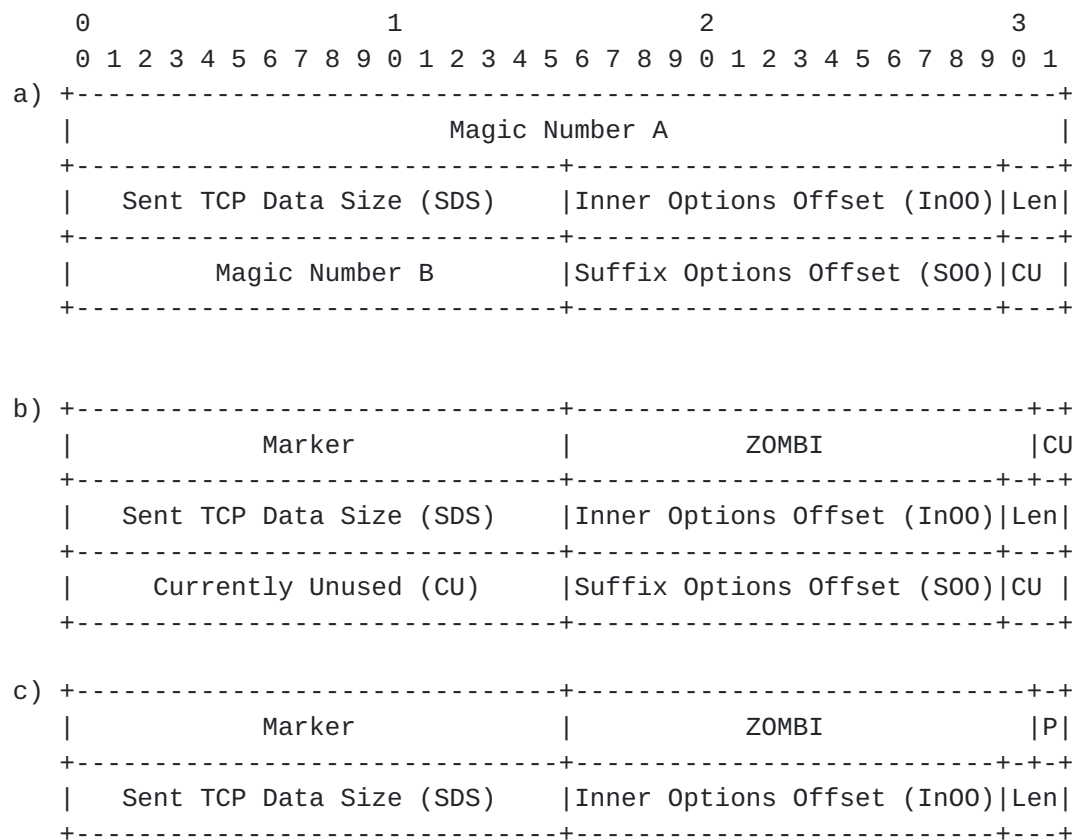 0                   1                   2                   3
 0 1 2 3 4 5 6 7 8 9 0 1 2 3 4 5 6 7 8 9 0 1 2 3 4 5 6 7 8 9 0 1
a) +---------------------------------------------------------------+
| Magic Number A |
+-------------------------------+---------------------------+---+
| Sent TCP Data Size (SDS) |Inner Options Offset (InOO)|Len|
+-------------------------------+---------------------------+---+
| Magic Number B |Suffix Options Offset (SOO)|CU |
+-------------------------------+---------------------------+---+
b) +-------------------------------+-----------------------------+-+
| Marker | ZOMBI |CU
+-------------------------------+---------------------------+-+-+
| Sent TCP Data Size (SDS) |Inner Options Offset (InOO)|Len|
+-------------------------------+---------------------------+---+
| Currently Unused (CU) |Suffix Options Offset (SOO)|CU |
+-------------------------------+---------------------------+---+
c) +-------------------------------+-----------------------------+-+
| Marker | ZOMBI |P|
+-------------------------------+---------------------------+-+-+
| Sent TCP Data Size (SDS) |Inner Options Offset (InOO)|Len|
+-------------------------------+---------------------------+---+